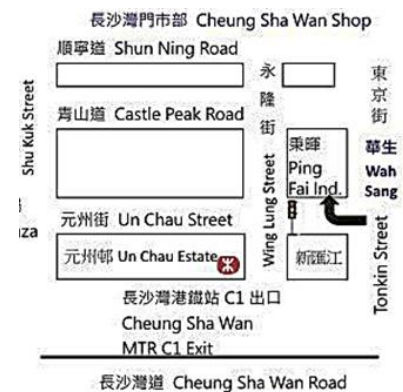 長沙灣門市部 Cheung Sha Wan Shop
順寧道 Shun Ning Road
永隆街
東京街
Shu Kuk Street
青山道 Castle Peak Road
Wing Lung Street
秉暉
Ping
Fai Ind.
華生
Wah
Sang
za
元州街 Un Chau Street
元州邨 Un Chau Estate
新匯江
Tonkin Street
長沙灣港鐵站 C1 出口
Cheung Sha Wan
MTR C1 Exit
長沙灣道 Cheung Sha Wan Road